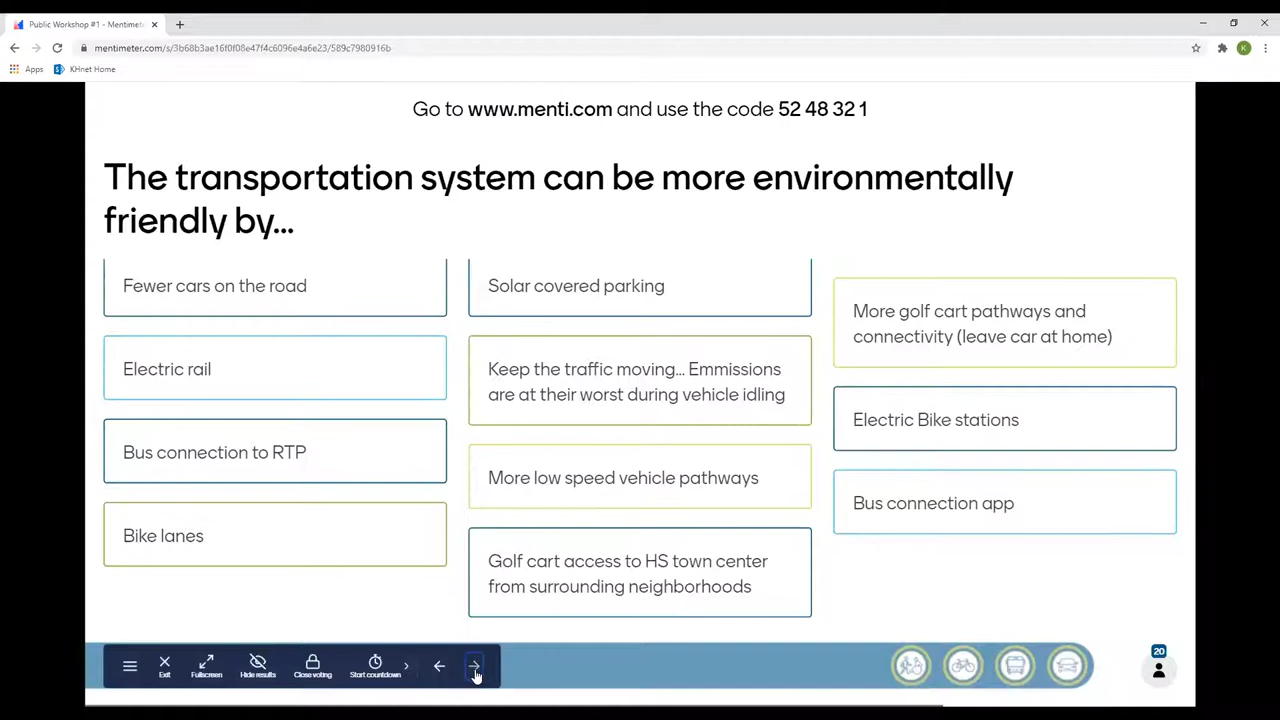 Public Workshop #1 - Mentimete
mentimeter.com/s/3b68b3ae16f0f08e47f4c6096e4a6e23/589c7980916b
K
Apps
KHnet Home
Go to www.menti.com and use the code 52 48 32 1
The transportation system can be more environmentally
friendly by...
Fewer cars on the road
Electric rail
Bus connection to RTP
Bike lanes
Solar covered parking
Keep the traffic moving... Emmissions
are at their worst during vehicle idling
More low speed vehicle pathways
Golf cart access to HS town center
from surrounding neighborhoods
More golf cart pathways and
connectivity (leave car at home)
Electric Bike stations
Bus connection app
Exit
Fullscreen
Hide results
Close voting
Start countdown
20